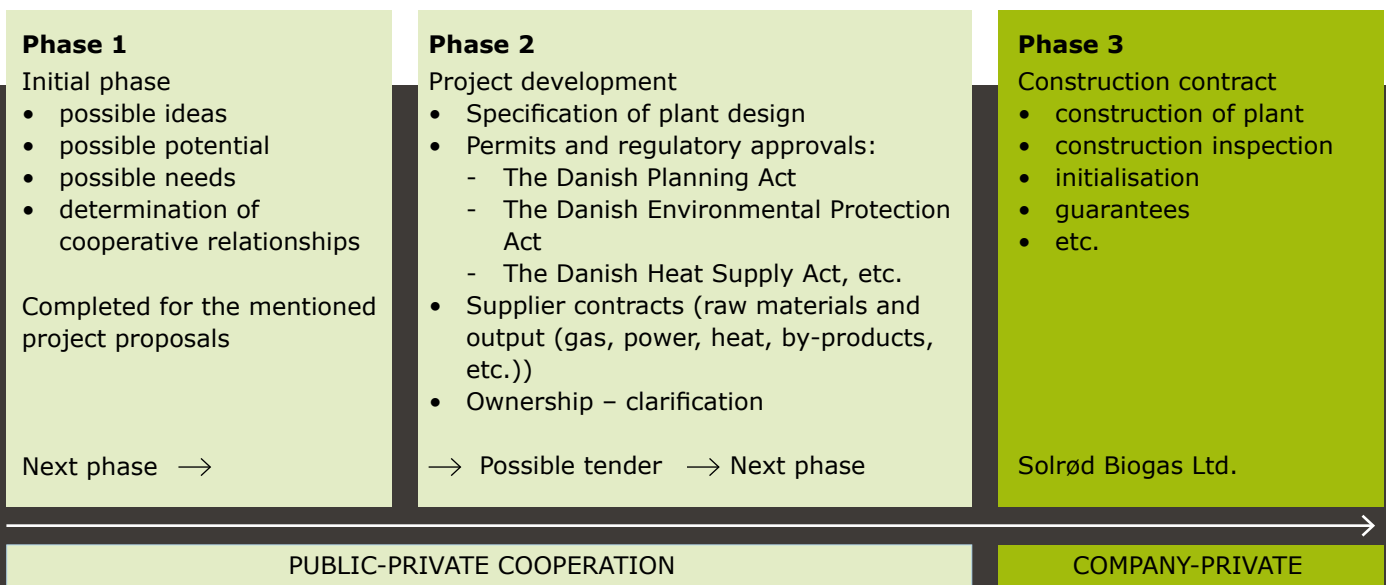 Phase 1
Initial phase
• possible ideas
• possible potential
• possible needs
• determination of
cooperative relationships
Completed for the mentioned
project proposals
Next phase →
Phase 2
Project development
• Specification of plant design
• Permits and regulatory approvals:
- The Danish Planning Act
- The Danish Environmental Protection
Act
- The Danish Heat Supply Act, etc.
• Supplier contracts (raw materials and
output (gas, power, heat, by-products,
etc.))
• Ownership – clarification
→ Possible tender → Next phase
Phase 3
Construction contract
• construction of plant
• construction inspection
• initialisation
• guarantees
• etc.
Solrød Biogas Ltd.
PUBLIC-PRIVATE COOPERATION
COMPANY-PRIVATE